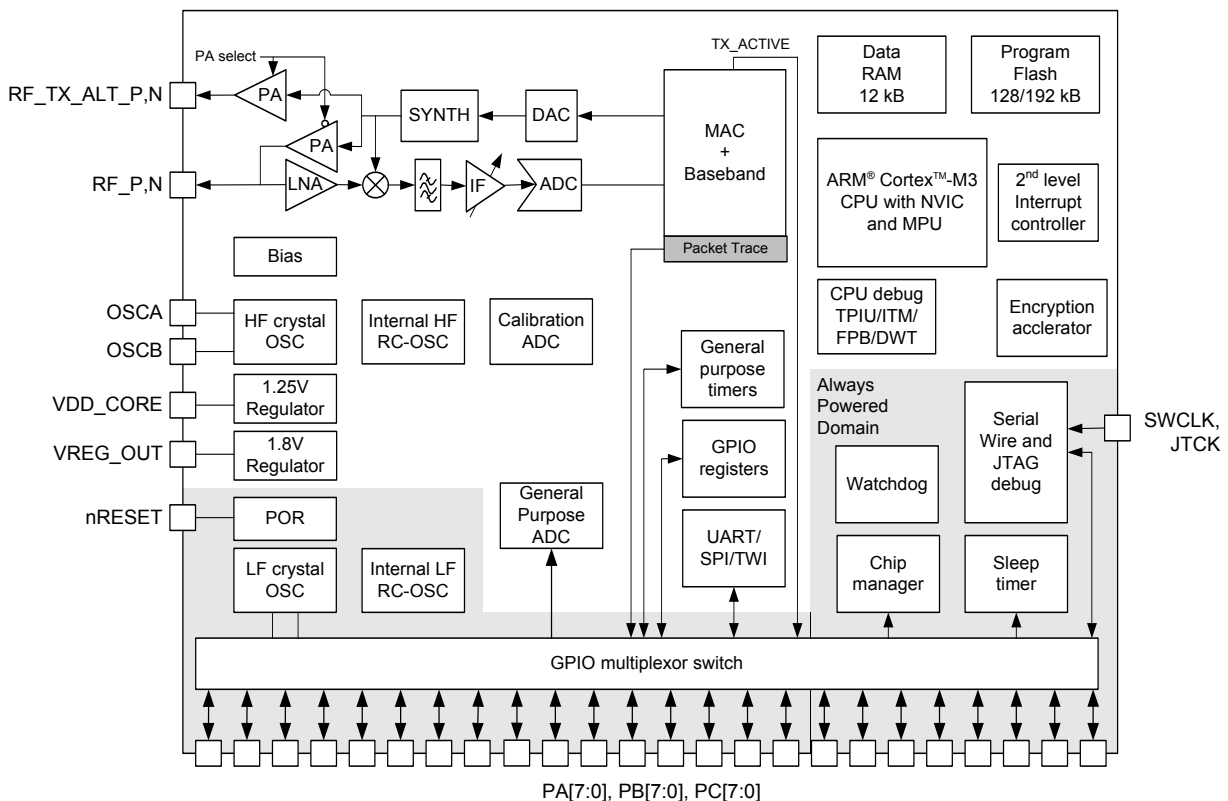 TX_ACTIVE
PA select
RF_TX_ALT_P,N
PA
SYNTH
DAC
MAC
+
Baseband
Data
RAM
12 kB
Program
Flash
128/192 kB
PA
RF_P,N
LNA
IF
ADC
Packet Trace
ARM® Cortex™-M3
CPU with NVIC
and MPU
2nd level
Interrupt
controller
Bias
OSCA
OSCB
HF crystal
OSC
Internal HF
RC-OSC
Calibration
ADC
CPU debug
TPIU/ITM/
FPB/DWT
Encryption
acclerator
General
purpose
timers
VDD_CORE
1.25V
Regulator
Always
Powered
Domain
Serial
Wire and
JTAG
debug
SWCLK,
JTCK
VREG_OUT
1.8V
Regulator
GPIO
registers
Watchdog
nRESET
POR
General
Purpose
ADC
UART/
SPI/TWI
LF crystal
OSC
Internal LF
RC-OSC
Chip
manager
Sleep
timer
GPIO multiplexor switch
PA[7:0], PB[7:0], PC[7:0]